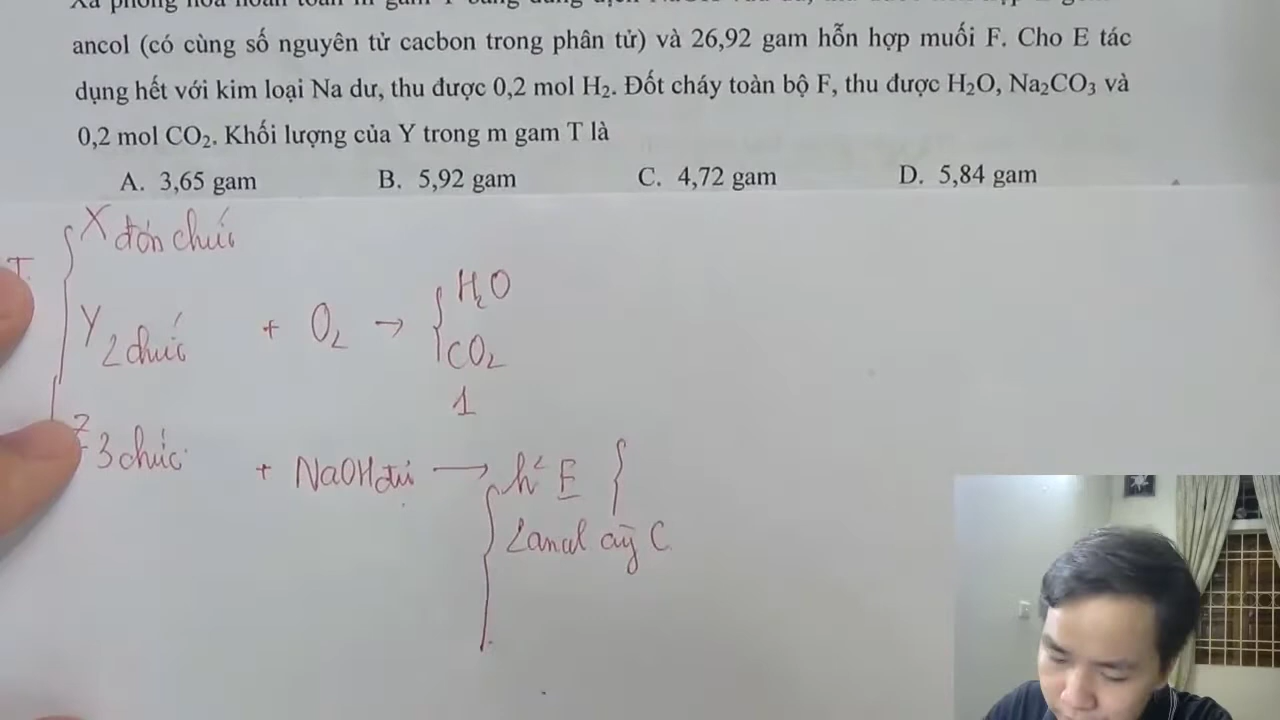 ancol (có cùng số nguyên tử cacbon trong phân tử) và 26,92 gam hỗn hợp muối F. Cho E tác
dụng hết với kim loại Na dư, thu được 0,2 mol H₂. Đốt cháy toàn bộ F, thu được H₂O, Na₂CO₃ và
0,2 mol CO₂. Khối lượng của Y trong m gam T là
A. 3,65 gam B. 5,92 gam C. 4,72 gam D. 5,84 gam
T
X đơn chức
Y 2 chức + O₂ → H₂O
CO₂
1
Z 3 chức + NaOH đủ → h² E
2 ancol cùng C